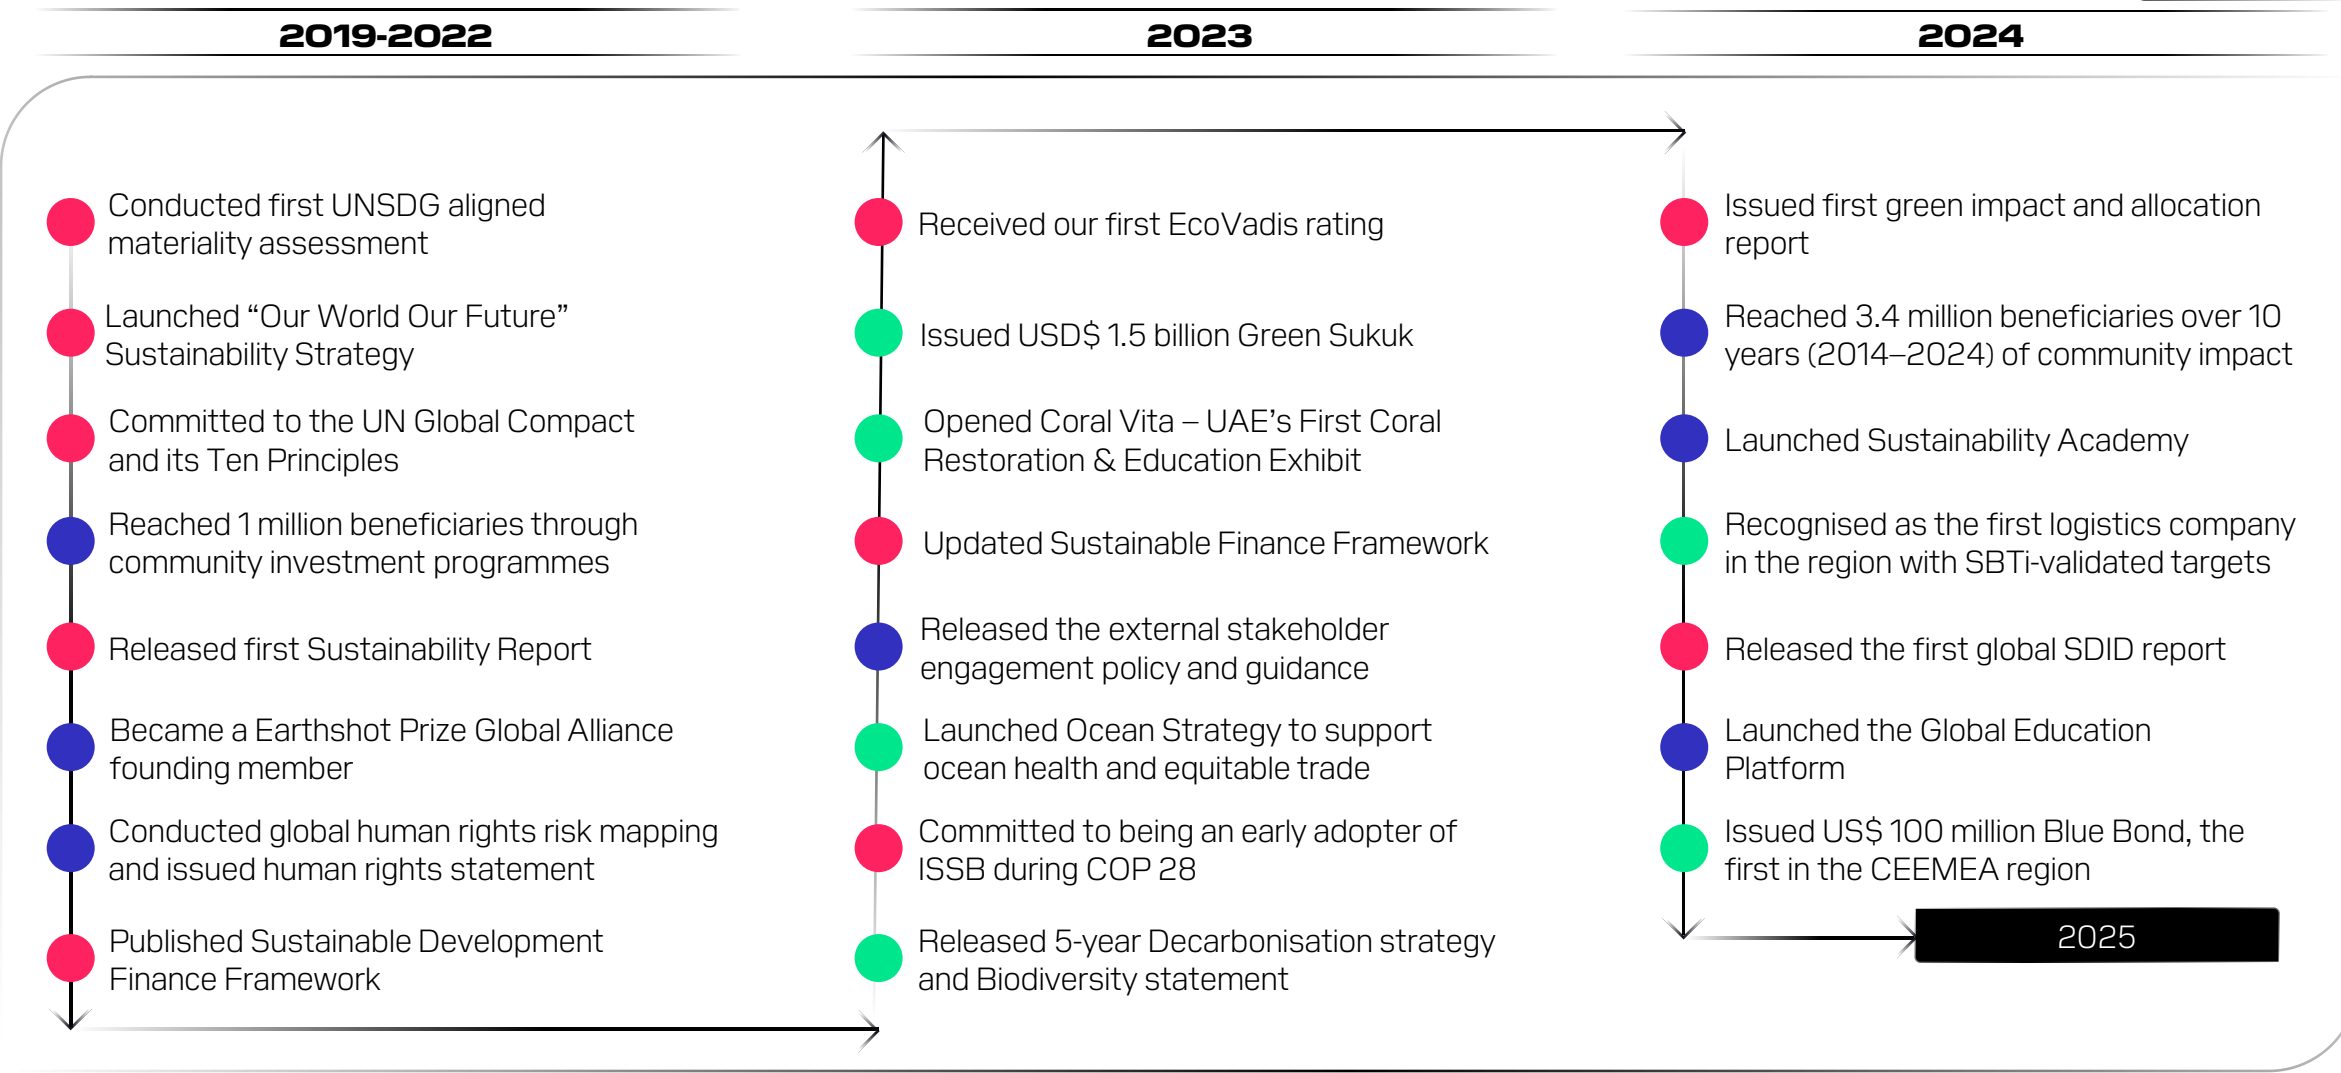 2019-2022
Conducted first UNSDG aligned
materiality assessment
Launched “Our World Our Future”
Sustainability Strategy
Committed to the UN Global Compact
and its Ten Principles
Reached 1 million beneficiaries through
community investment programmes
Released first Sustainability Report
Became a Earthshot Prize Global Alliance
founding member
Conducted global human rights risk mapping
and issued human rights statement
Published Sustainable Development
Finance Framework
2023
Received our first EcoVadis rating
Issued USD$ 1.5 billion Green Sukuk
Opened Coral Vita – UAE’s First Coral
Restoration & Education Exhibit
Updated Sustainable Finance Framework
Released the external stakeholder
engagement policy and guidance
Launched Ocean Strategy to support
ocean health and equitable trade
Committed to being an early adopter of
ISSB during COP 28
Released 5-year Decarbonisation strategy
and Biodiversity statement
2024
Issued first green impact and allocation
report
Reached 3.4 million beneficiaries over 10
years (2014–2024) of community impact
Launched Sustainability Academy
Recognised as the first logistics company
in the region with SBTi-validated targets
Released the first global SDID report
Launched the Global Education
Platform
Issued US$ 100 million Blue Bond, the
first in the CEEMEA region
2025